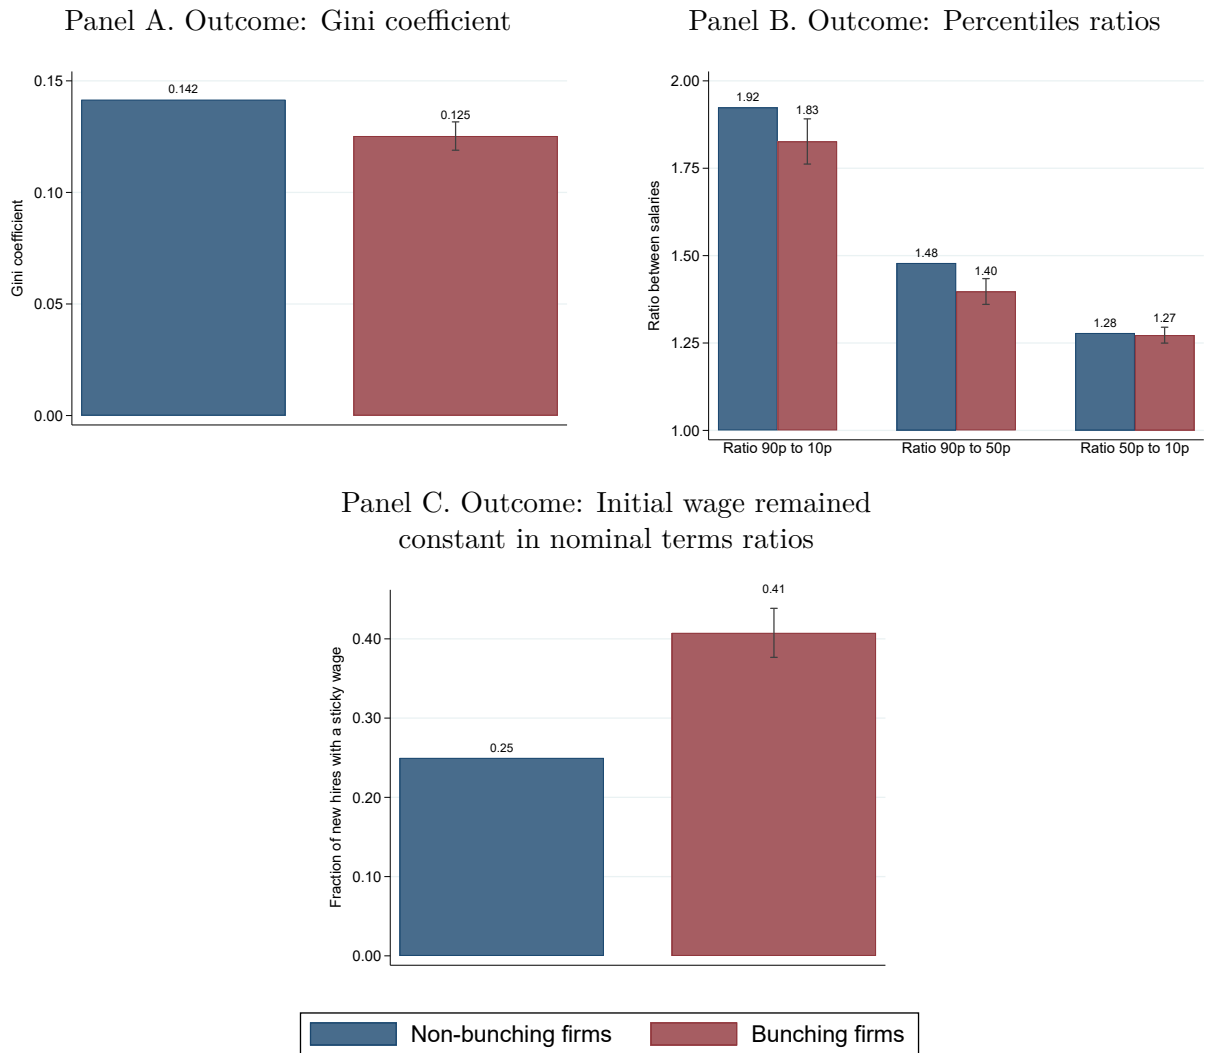 Panel A. Outcome: Gini coefficient
0.15
0.10
0.05
0.00
Gini coefficient
0.142
0.125
Panel B. Outcome: Percentiles ratios
2.00
1.75
1.50
1.25
1.00
Ratio between salaries
1.92
1.83
1.48
1.40
1.28
1.27
Ratio 90p to 10p
Ratio 90p to 50p
Ratio 50p to 10p
Panel C. Outcome: Initial wage remained
constant in nominal terms ratios
0.40
0.30
0.20
0.10
0.00
Fraction of new hires with a sticky wage
0.25
0.41
Non-bunching firms
Bunching firms